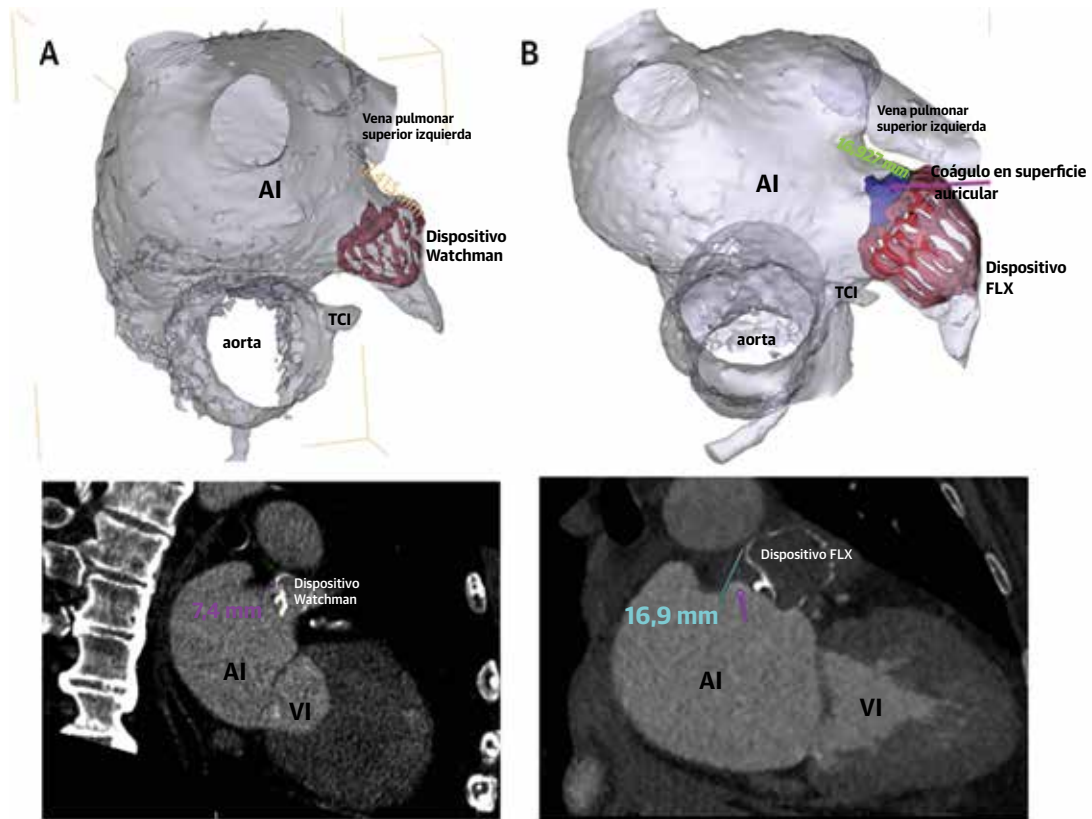 A
B
Vena pulmonar
superior izquierda
AI
Dispositivo
Watchman
TCI
aorta
Vena pulmonar
superior izquierda
Coágulo en superficie
auricular
AI
Dispositivo
FLX
TCI
aorta
Dispositivo
Watchman
7,4 mm
AI
VI
Dispositivo FLX
16,9 mm
AI
VI